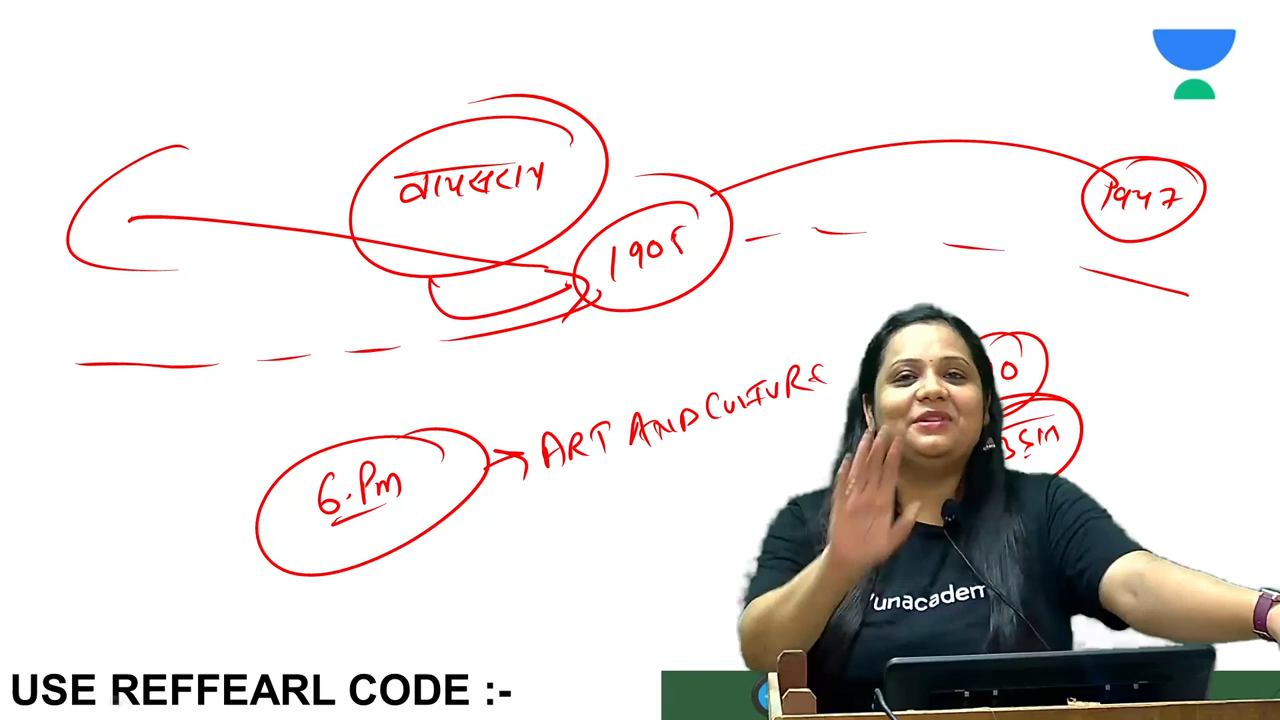 वायसराय
1905
1947
6.Pm
ART AND CULTURE
unacadem
USE REFFEARL CODE :-